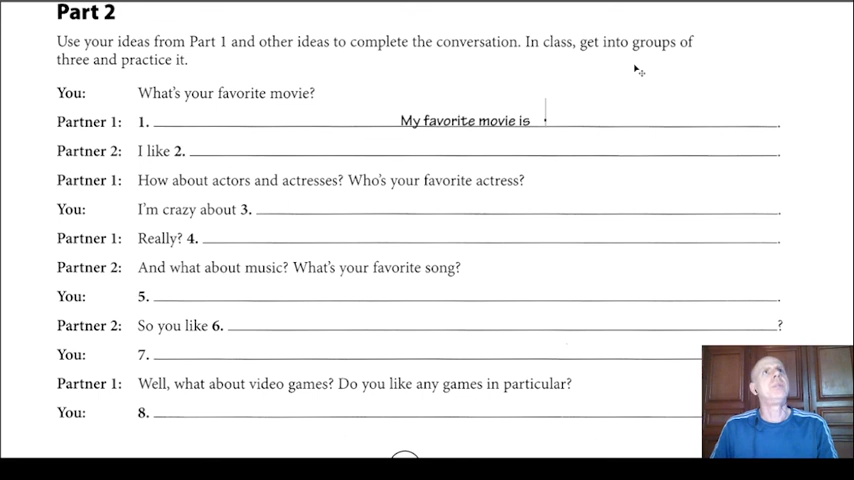 Part 2
Use your ideas from Part 1 and other ideas to complete the conversation. In class, get into groups of
three and practice it.
You: What's your favorite movie?
Partner 1: 1. My favorite movie is .
Partner 2: I like 2. .
Partner 1: How about actors and actresses? Who's your favorite actress?
You: I'm crazy about 3. .
Partner 1: Really? 4. .
Partner 2: And what about music? What's your favorite song?
You: 5. .
Partner 2: So you like 6. ?
You: 7.
Partner 1: Well, what about video games? Do you like any games in particular?
You: 8.